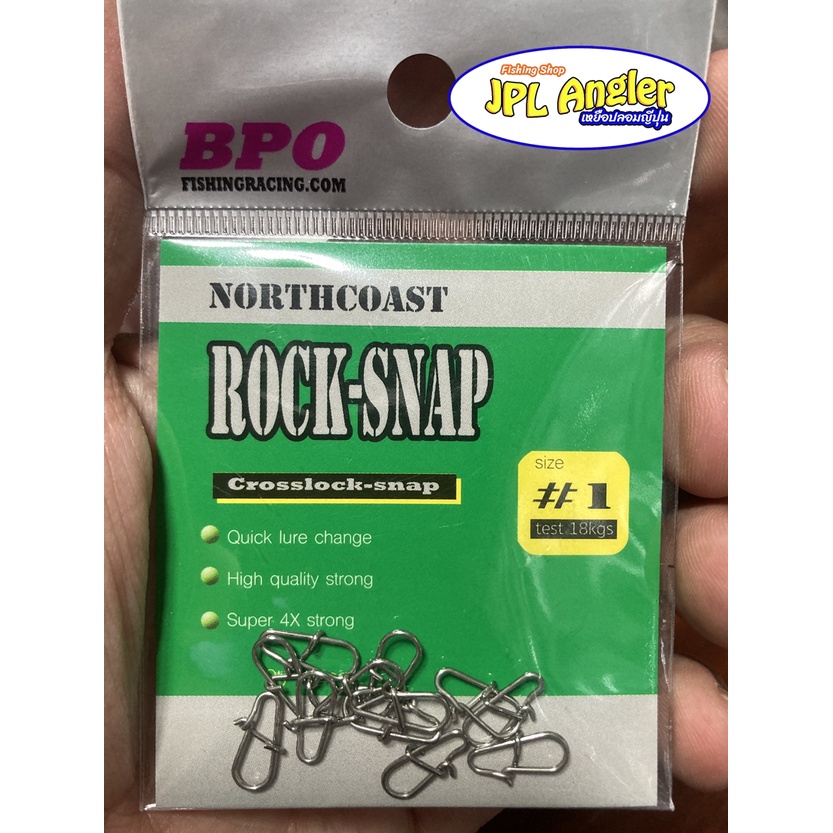 Fishing Shop
JPL Angler
เหยื่อปลอมญี่ปุ่น
BPO
FISHINGRACING.COM
NORTHCOAST
ROCK-SNAP
Crosslock-snap
size
#1
test 18kgs
Quick lure change
High quality strong
Super 4X strong